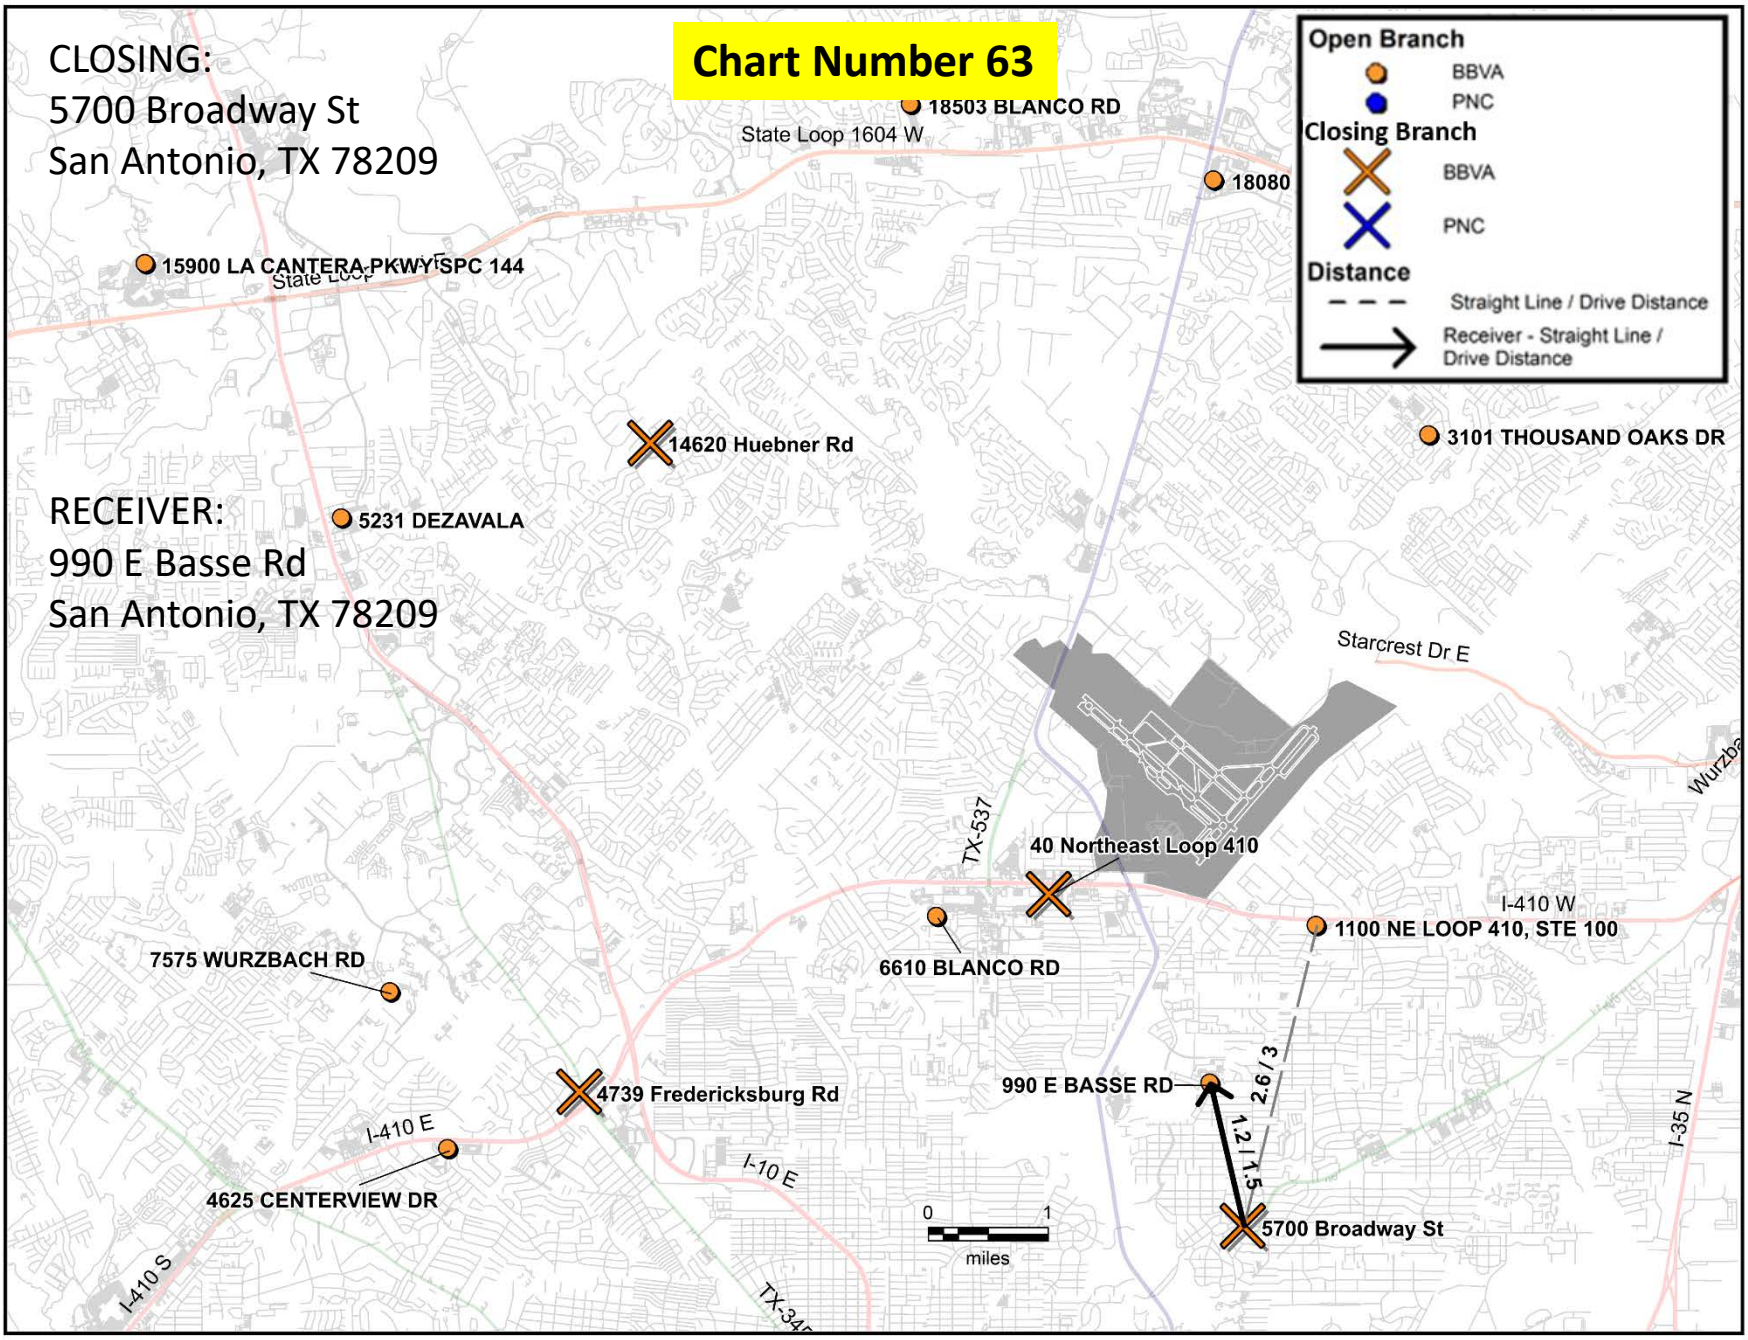 CLOSING:
5700 Broadway St
San Antonio, TX 78209
Chart Number 63
Open Branch
BBVA
PNC
Closing Branch
BBVA
PNC
Distance
Straight Line / Drive Distance
Receiver - Straight Line /
Drive Distance
18503 BLANCO RD
State Loop 1604 W
18080
15900 LA CANTERA PKWY SPC 144
State Loop
E
14620 Huebner Rd
3101 THOUSAND OAKS DR
RECEIVER:
990 E Basse Rd
San Antonio, TX 78209
5231 DEZAVALA
Starcrest Dr E
Wurzba
TX-537
40 Northeast Loop 410
I-410 W
1100 NE LOOP 410, STE 100
7575 WURZBACH RD
6610 BLANCO RD
2.6 / 3
990 E BASSE RD
4739 Fredericksburg Rd
I-410 E
1.2 / 1.5
I-35 N
I-10 E
4625 CENTERVIEW DR
0 1
miles
5700 Broadway St
I-410 S
TX-345